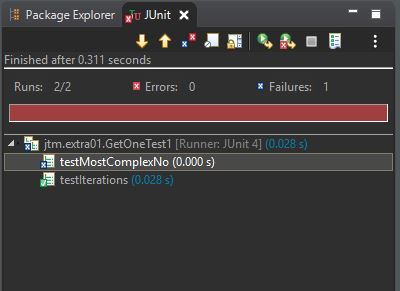 Package Explorer JUnit
Finished after 0.311 seconds
Runs: 2/2 Errors: 0 Failures: 1
jtm.extra01.GetOneTest1 [Runner: JUnit 4] (0.028 s)
testMostComplexNo (0.000 s)
testIterations (0.028 s)